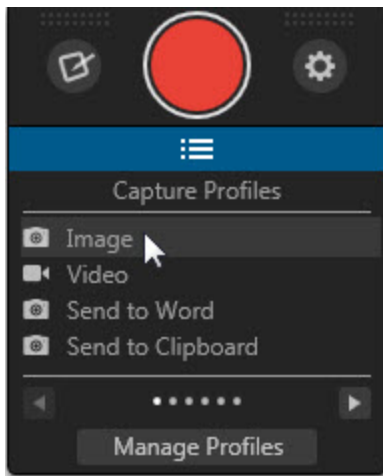 Capture Profiles
Image
Video
Send to Word
Send to Clipboard
Manage Profiles